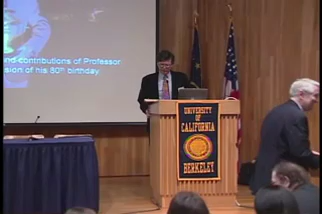 and contributions of Professor
sion of his 80th birthday.
UNIVERSITY
of
CALIFORNIA
BERKELEY